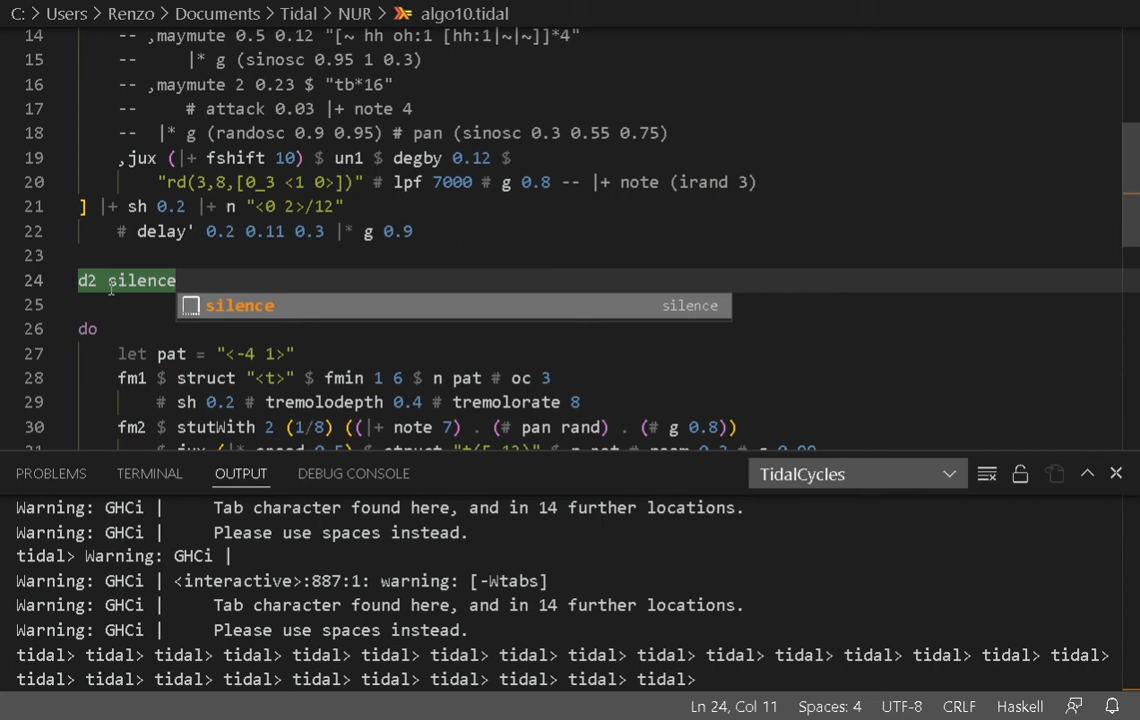 C: > Users > Renzo > Documents > Tidal > NUR > algo10.tidal
14 -- ,maymute 0.5 0.12 "[~ hh oh:1 [hh:1|~|~]]*4"
15 -- |* g (sinosc 0.95 1 0.3)
16 -- ,maymute 2 0.23 $ "tb*16"
17 -- # attack 0.03 |+ note 4
18 -- |* g (randosc 0.9 0.95) # pan (sinosc 0.3 0.55 0.75)
19 ,jux (|+ fshift 10) $ un1 $ degby 0.12 $
20 "rd(3,8,[0_3 <1 0>])" # lpf 7000 # g 0.8 -- |+ note (irand 3)
21 ] |+ sh 0.2 |+ n "<0 2>/12"
22 # delay' 0.2 0.11 0.3 |* g 0.9
23
24 d2 silence
25 silence silence
26 do
27 let pat = "<-4 1>"
28 fm1 $ struct "<t>" $ fmin 1 6 $ n pat # oc 3
29 # sh 0.2 # tremolodepth 0.4 # tremolorate 8
30 fm2 $ stutWith 2 (1/8) ((|+ note 7) . (# pan rand) . (# g 0.8))
PROBLEMS TERMINAL OUTPUT DEBUG CONSOLE TidalCycles
Warning: GHCi | Tab character found here, and in 14 further locations.
Warning: GHCi | Please use spaces instead.
tidal> Warning: GHCi |
Warning: GHCi | <interactive>:887:1: warning: [-Wtabs]
Warning: GHCi | Tab character found here, and in 14 further locations.
Warning: GHCi | Please use spaces instead.
tidal> tidal> tidal> tidal> tidal> tidal> tidal> tidal> tidal> tidal> tidal> tidal> tidal> tidal> tidal> tidal>
tidal> tidal> tidal> tidal> tidal> tidal> tidal> tidal> tidal> tidal>
Ln 24, Col 11 Spaces: 4 UTF-8 CRLF Haskell